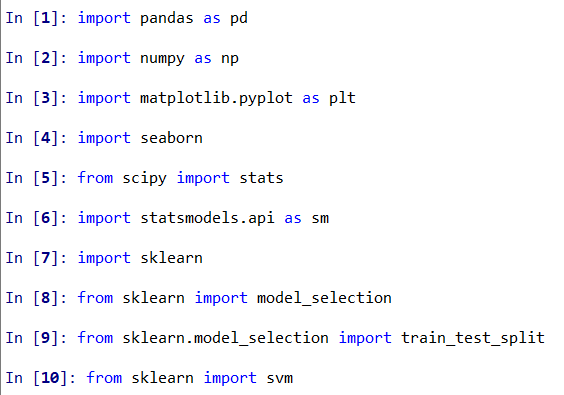 In [1]: import pandas as pd
In [2]: import numpy as np
In [3]: import matplotlib.pyplot as plt
In [4]: import seaborn
In [5]: from scipy import stats
In [6]: import statsmodels.api as sm
In [7]: import sklearn
In [8]: from sklearn import model_selection
In [9]: from sklearn.model_selection import train_test_split
In [10]: from sklearn import svm